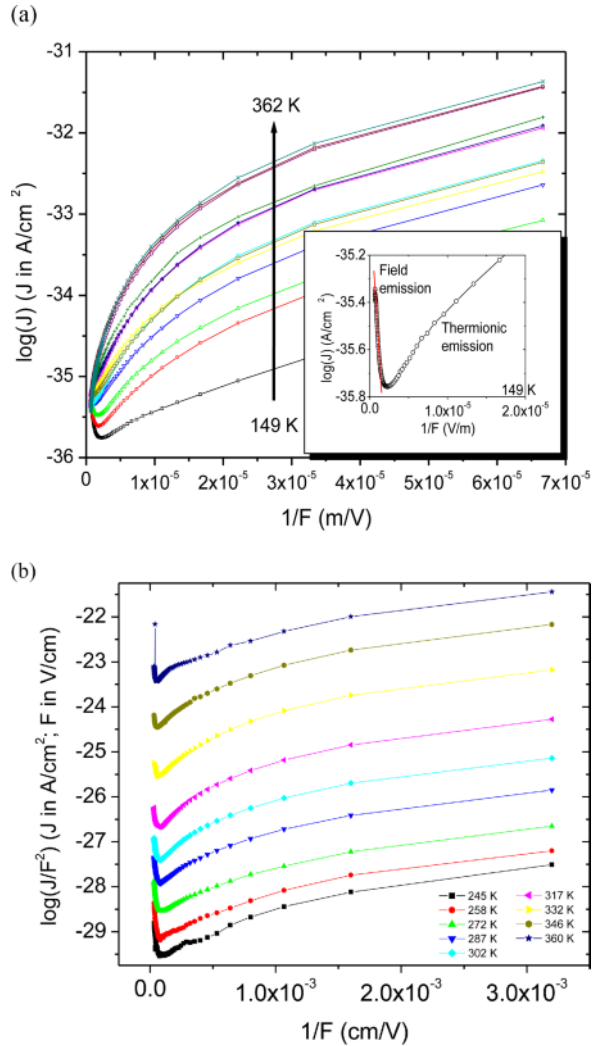 (a)
-31
-32
-33
-34
-35
-36
log(J) (J in A/cm²)
362 K
149 K
0
1x10⁻⁵
2x10⁻⁵
3x10⁻⁵
4x10⁻⁵
5x10⁻⁵
6x10⁻⁵
7x10⁻⁵
1/F (m/V)
-35.2
-35.4
-35.6
-35.8
log(J) (A/cm²)
Field
emission
Thermionic
emission
149 K
0.0
1.0x10⁻⁵
2.0x10⁻⁵
1/F (V/m)
(b)
-22
-23
-24
-25
-26
-27
-28
-29
log(J/F²) (J in A/cm²; F in V/cm)
245 K
258 K
272 K
287 K
302 K
317 K
332 K
346 K
360 K
0.0
1.0x10⁻³
2.0x10⁻³
3.0x10⁻³
1/F (cm/V)